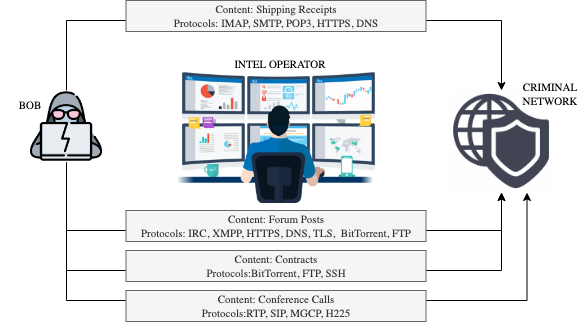 Content: Shipping Receipts
Protocols: IMAP, SMTP, POP3, HTTPS, DNS
INTEL OPERATOR
BOB
CRIMINAL
NETWORK
Content: Forum Posts
Protocols: IRC, XMPP, HTTPS, DNS, TLS,  BitTorrent, FTP
Content: Contracts
Protocols:BitTorrent, FTP, SSH
Content: Conference Calls
Protocols:RTP, SIP, MGCP, H225